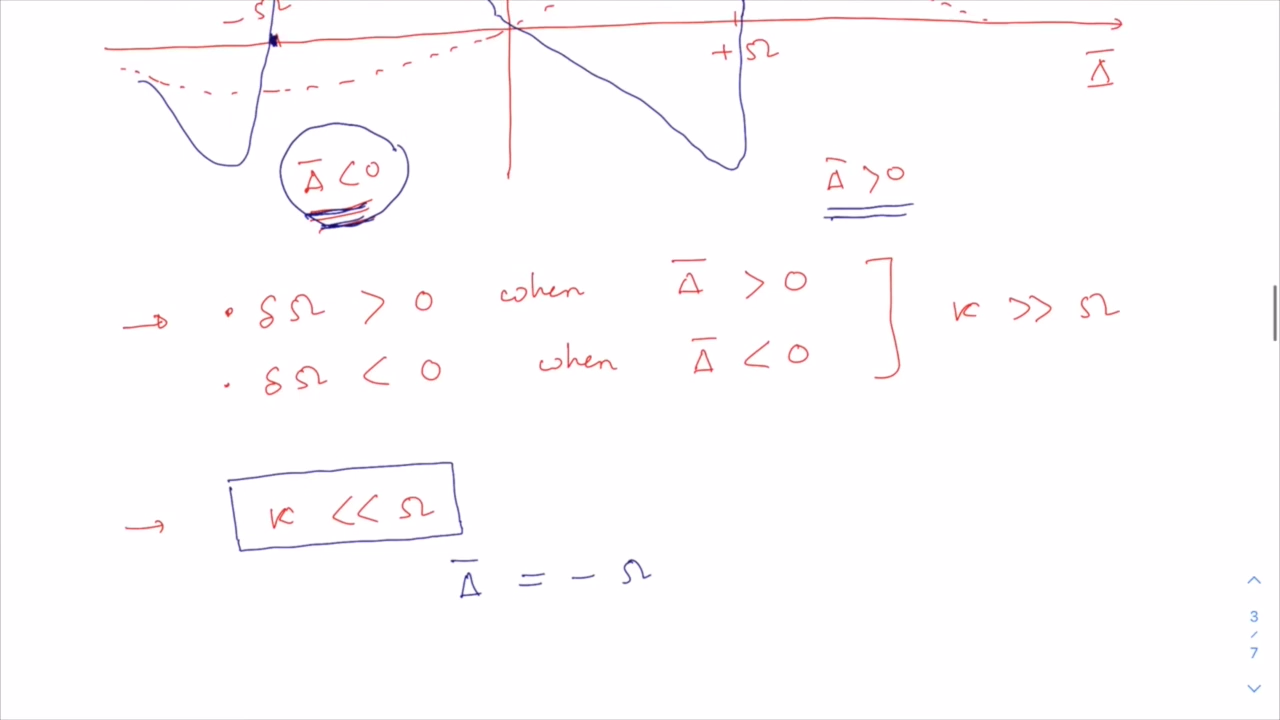 - Ω
+ Ω
Δ̅
Δ̅ < 0
Δ̅ > 0
→ • δΩ > 0 when Δ̅ > 0
• δΩ < 0 when Δ̅ < 0
κ >> Ω
→ κ << Ω
Δ̅ = - Ω
3
/
7